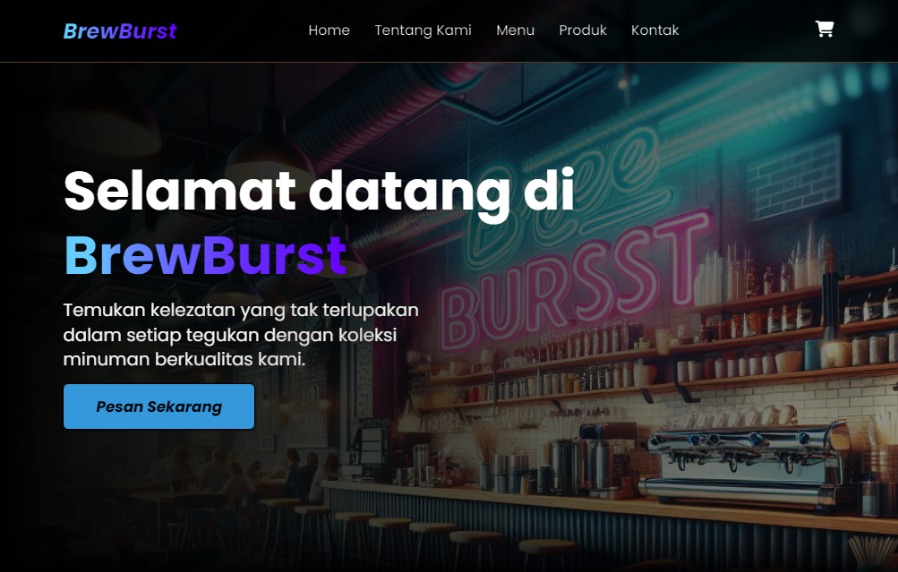 BrewBurst
Home Tentang Kami Menu Produk Kontak
Selamat datang di
BrewBurst
Temukan kelezatan yang tak terlupakan
dalam setiap tegukan dengan koleksi
minuman berkualitas kami.
Pesan Sekarang
BURSST